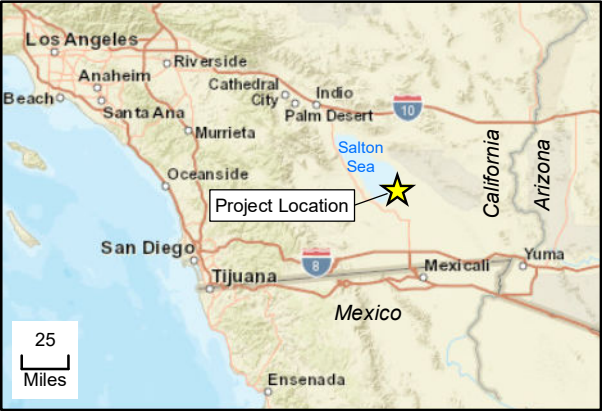 Los Angeles
Riverside
Anaheim
Cathedral
City
Indio
Beach
Santa Ana
Palm Desert
10
Murrieta
Salton
Sea
California
Arizona
Oceanside
Project Location
San Diego
8
Yuma
Tijuana
Mexicali
Mexico
25
Miles
Ensenada